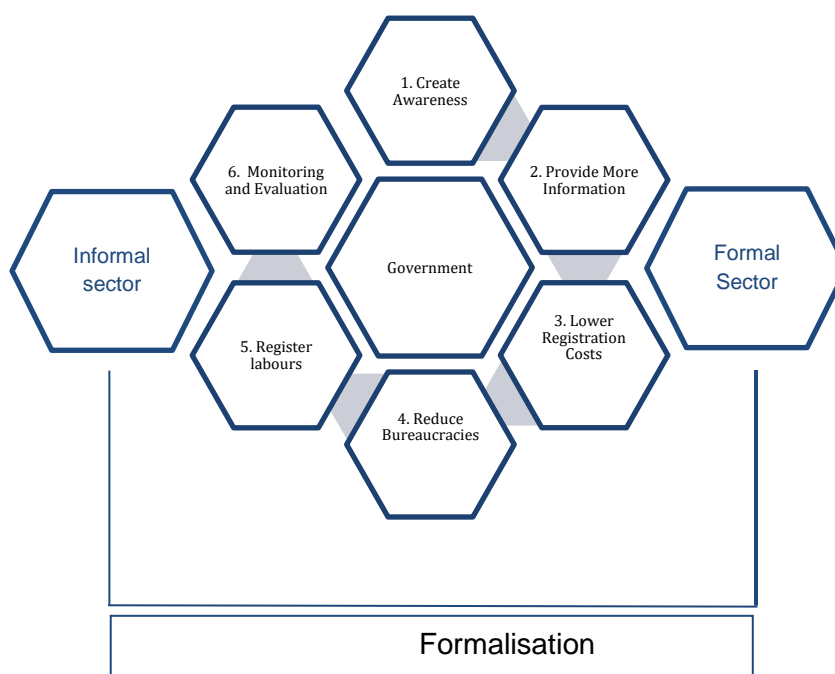 1. Create
Awareness
2. Provide More
Information
3. Lower
Registration
Costs
4. Reduce
Bureaucracies
5. Register
labours
6. Monitoring
and Evaluation
Government
Informal
sector
Formal
Sector
Formalisation